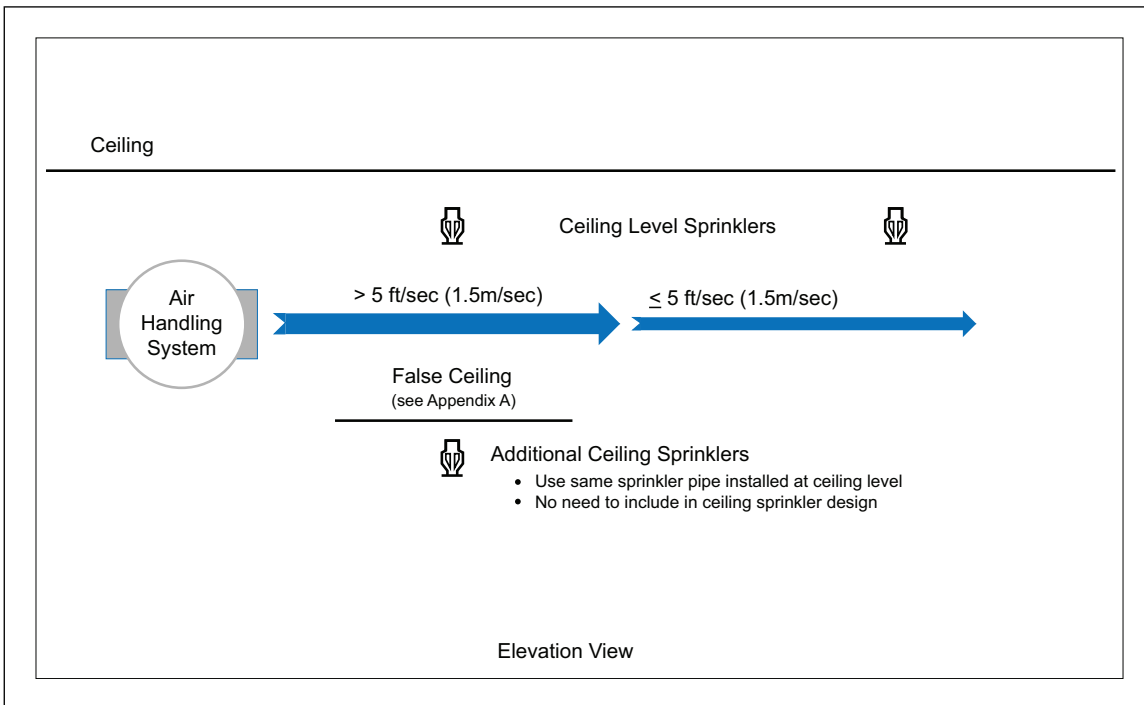 Ceiling
Ceiling Level Sprinklers
> 5 ft/sec (1.5m/sec)
≤ 5 ft/sec (1.5m/sec)
Air
Handling
System
False Ceiling
(see Appendix A)
Additional Ceiling Sprinklers
• Use same sprinkler pipe installed at ceiling level
• No need to include in ceiling sprinkler design
Elevation View